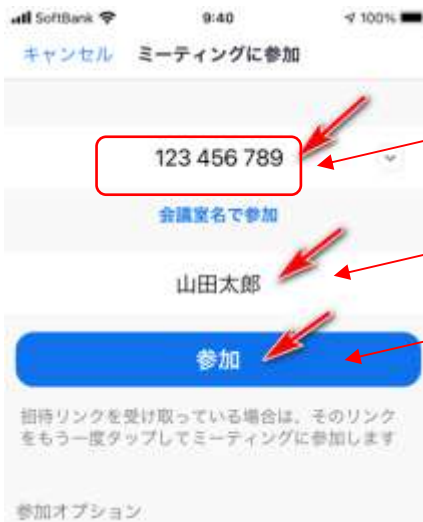 SoftBank 9:40 100%
キャンセル ミーティングに参加
123 456 789
会議室名で参加
山田太郎
参加
招待リンクを受け取っている場合は、そのリンク
をもう一度タップしてミーティングに参加します
参加オプション